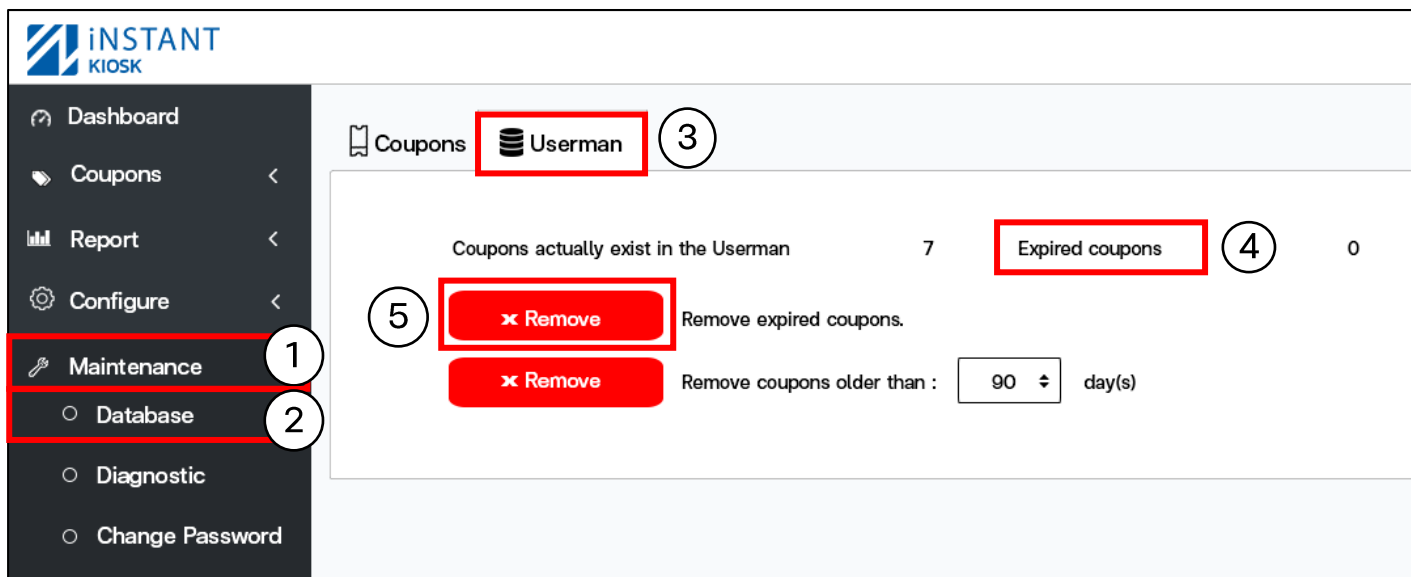 iNSTANT
KIOSK
Dashboard
Coupons
Report
Configure
Maintenance 1
Database 2
Diagnostic
Change Password
Coupons Userman 3
Coupons actually exist in the Userman 7 Expired coupons 4 0
5 Remove Remove expired coupons.
Remove Remove coupons older than : 90 day(s)